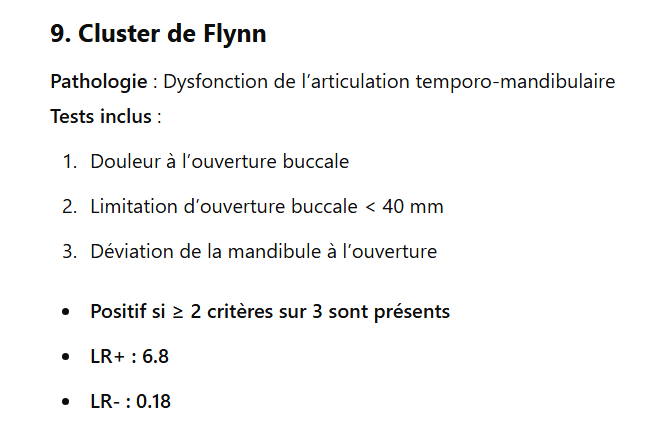 9. Cluster de Flynn
Pathologie : Dysfonction de l’articulation temporo-mandibulaire
Tests inclus :
1. Douleur à l’ouverture buccale
2. Limitation d’ouverture buccale < 40 mm
3. Déviation de la mandibule à l’ouverture
• Positif si ≥ 2 critères sur 3 sont présents
• LR+ : 6.8
• LR- : 0.18